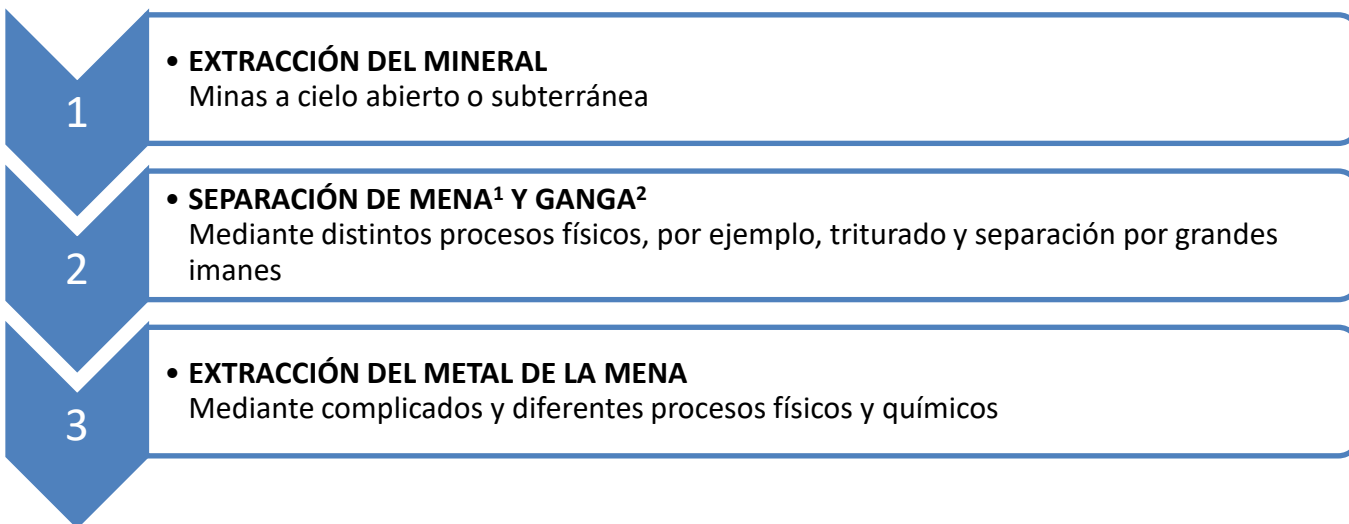 1
• EXTRACCIÓN DEL MINERAL
Minas a cielo abierto o subterránea
2
• SEPARACIÓN DE MENA¹ Y GANGA²
Mediante distintos procesos físicos, por ejemplo, triturado y separación por grandes
imanes
3
• EXTRACCIÓN DEL METAL DE LA MENA
Mediante complicados y diferentes procesos físicos y químicos